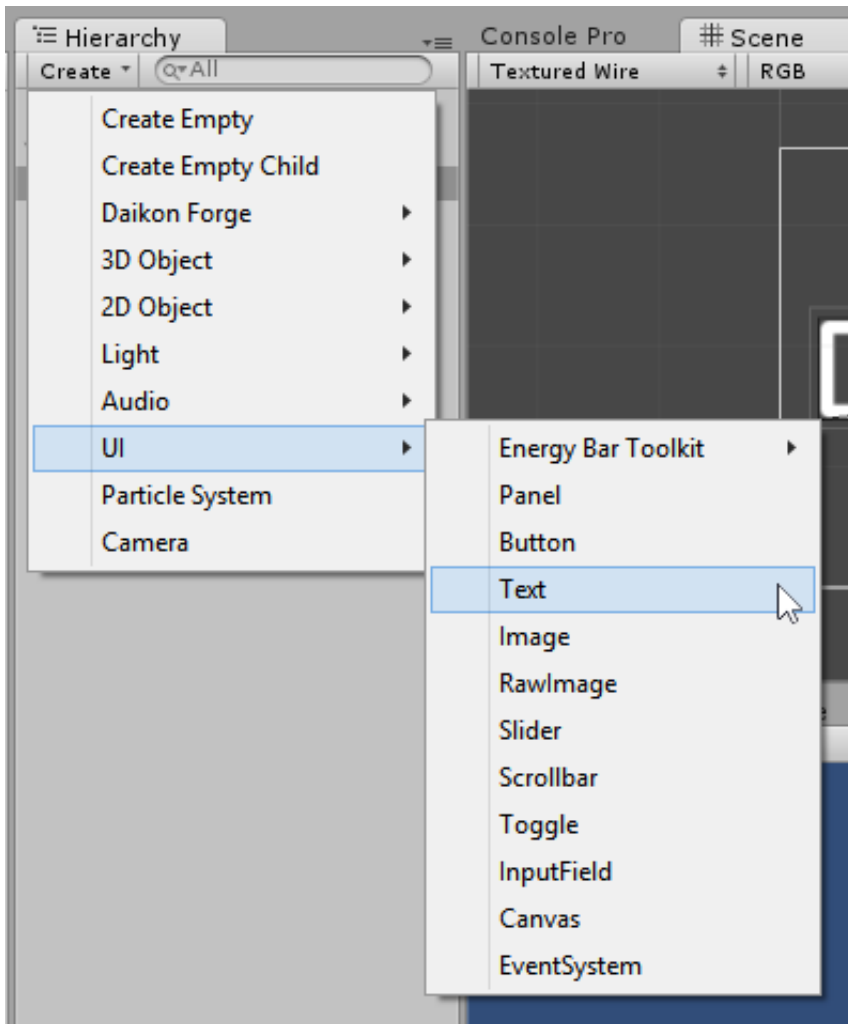 Hierarchy
Console Pro
Scene
Create
All
Textured Wire
RGB
Create Empty
Create Empty Child
Daikon Forge
3D Object
2D Object
Light
Audio
UI
Particle System
Camera
Energy Bar Toolkit
Panel
Button
Text
Image
RawImage
Slider
Scrollbar
Toggle
InputField
Canvas
EventSystem